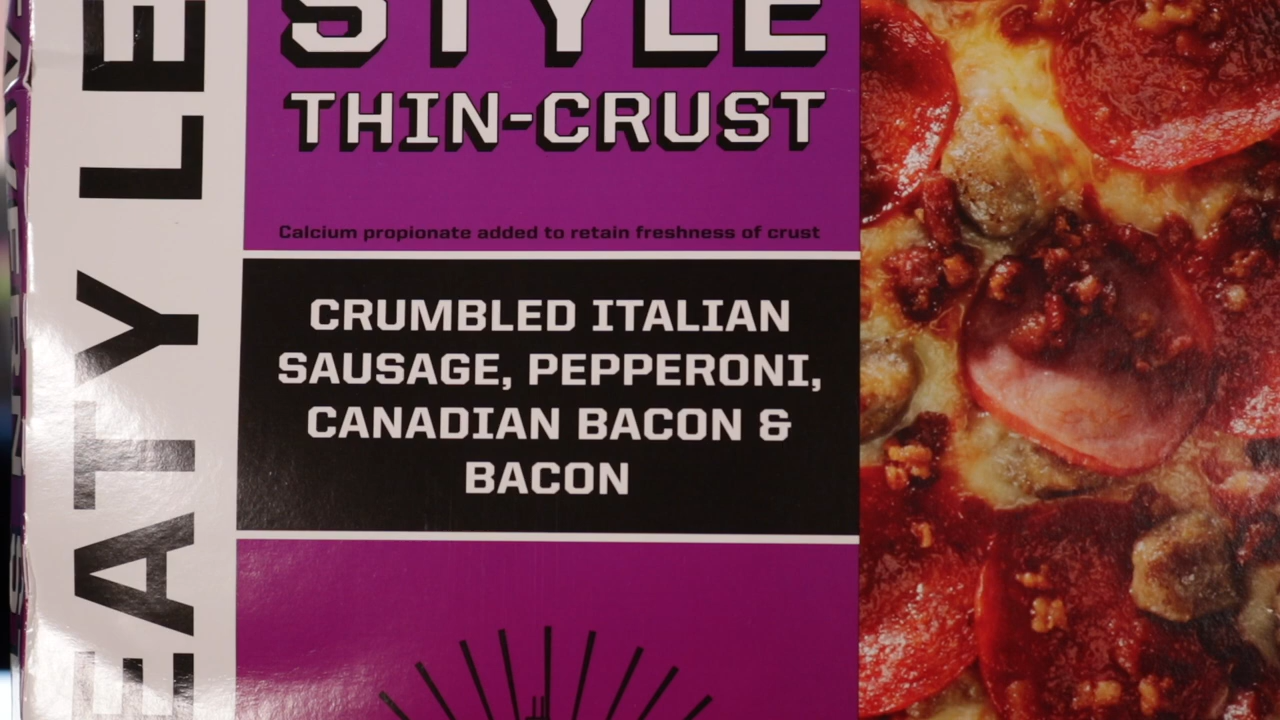 STYLE
THIN-CRUST
Calcium propionate added to retain freshness of crust
CRUMBLED ITALIAN
SAUSAGE, PEPPERONI,
CANADIAN BACON &
BACON
EATY LE